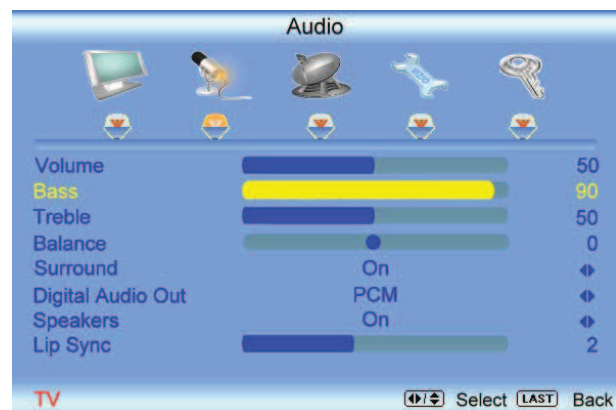 Audio
Volume 50
Bass 90
Treble 50
Balance 0
Surround On
Digital Audio Out PCM
Speakers On
Lip Sync 2
TV Select LAST Back